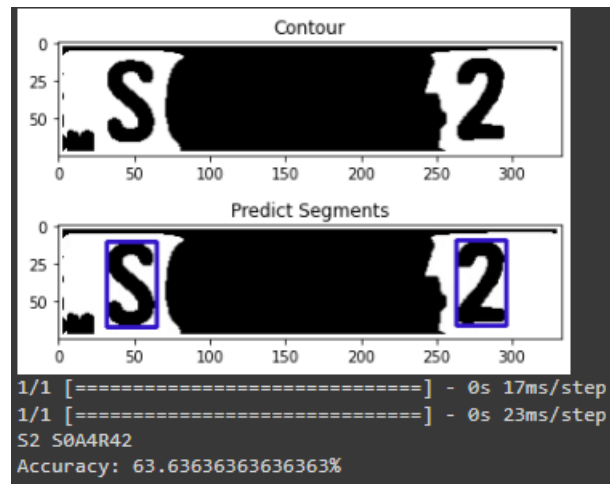 Contour
0
25
50
S 2
0 50 100 150 200 250 300
Predict Segments
0
25
50
S 2
0 50 100 150 200 250 300
1/1 [==============================] - 0s 17ms/step
1/1 [==============================] - 0s 23ms/step
S2 S0A4R42
Accuracy: 63.63636363636363%